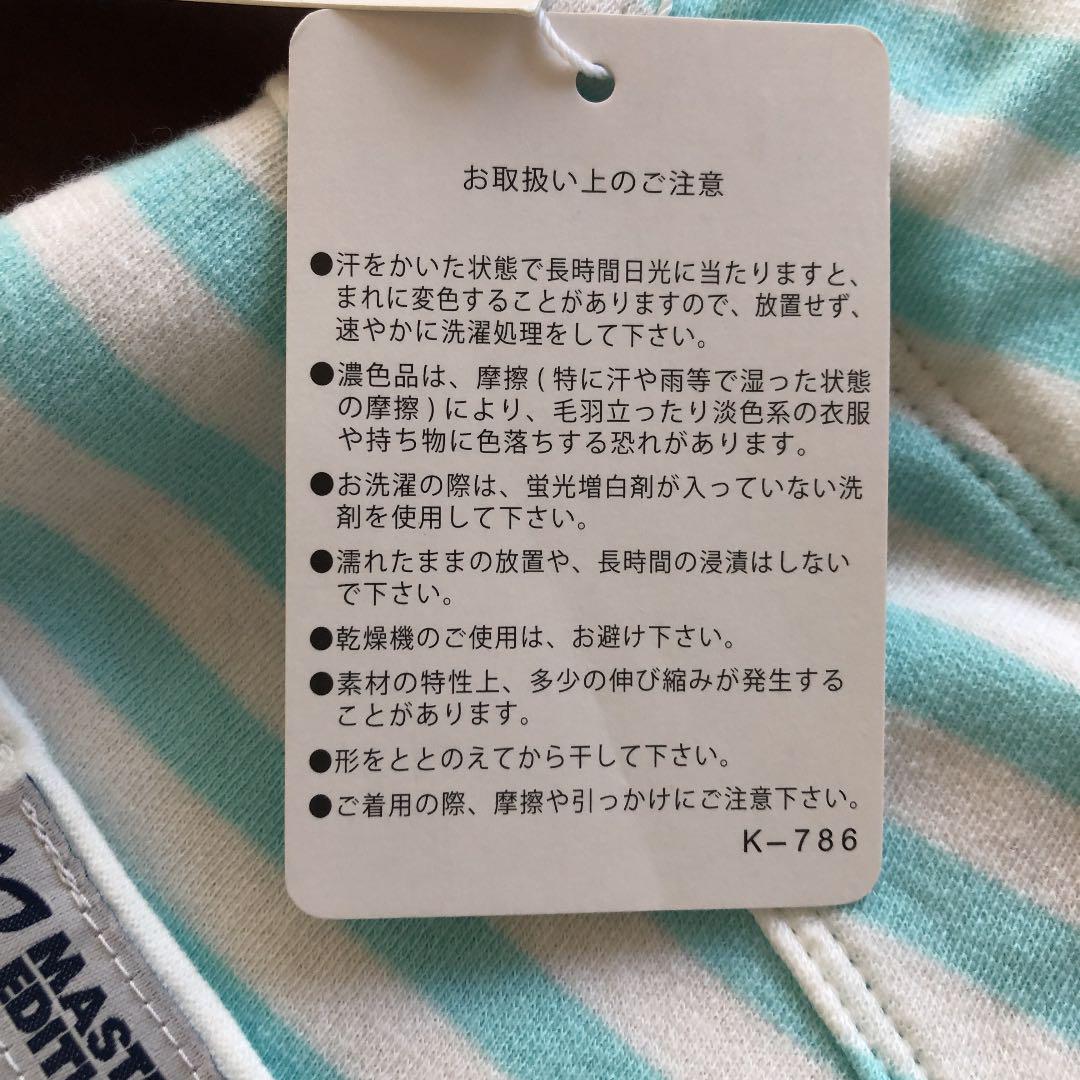 お取扱い上のご注意
●汗をかいた状態で長時間日光に当たりますと、
まれに変色することがありますので、放置せず、
速やかに洗濯処理をして下さい。
●濃色品は、摩擦(特に汗や雨等で湿った状態
の摩擦)により、毛羽立ったり淡色系の衣服
や持ち物に色落ちする恐れがあります。
●お洗濯の際は、蛍光増白剤が入っていない洗
剤を使用して下さい。
●濡れたままの放置や、長時間の浸漬はしない
で下さい。
●乾燥機のご使用は、お避け下さい。
●素材の特性上、多少の伸び縮みが発生する
ことがあります。
●形をととのえてから干して下さい。
●ご着用の際、摩擦や引っかけにご注意下さい。
K-786